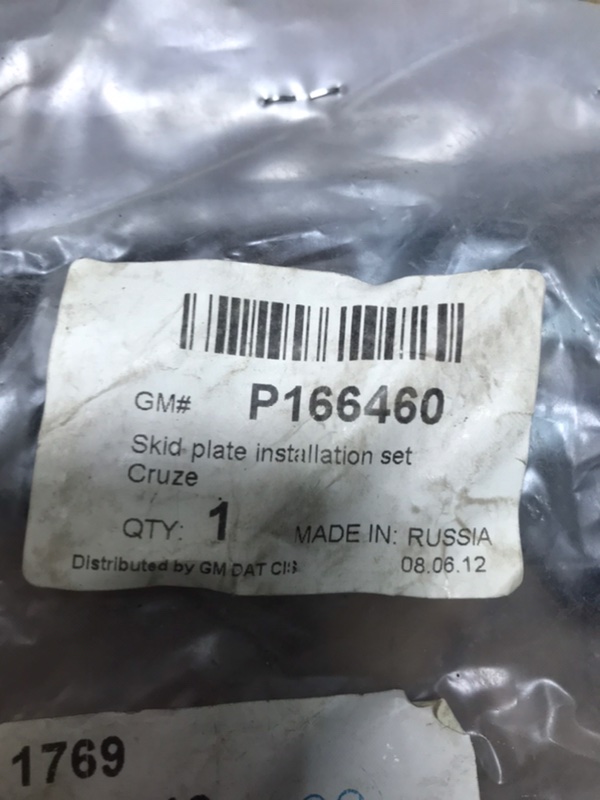 GM# P166460
Skid plate installation set
Cruze
QTY: 1 MADE IN: RUSSIA
Distributed by GM DAT CIS 08.06.12
1769